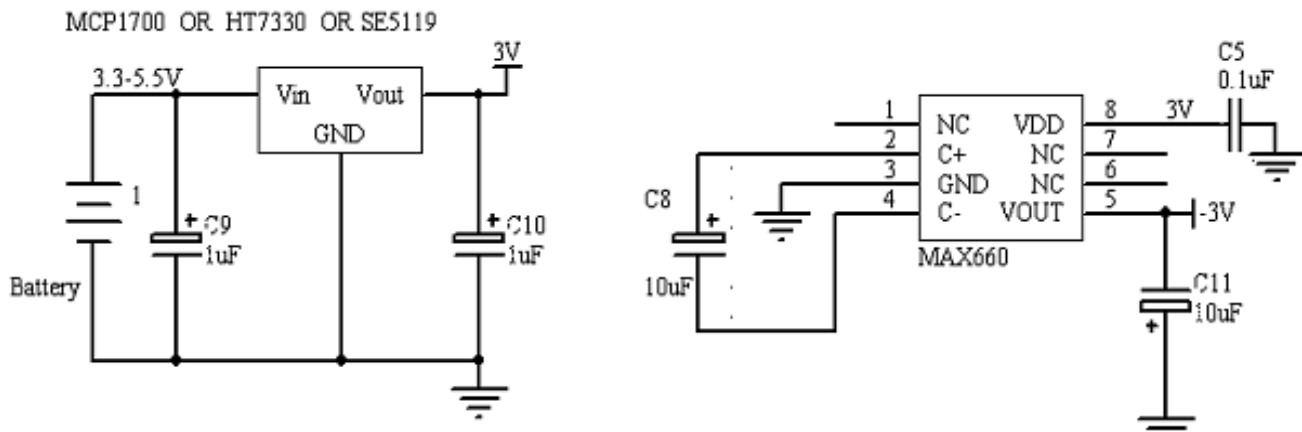 MCP1700 OR HT7330 OR SE5119
3.3-5.5V
Vin
Vout
GND
3V
1
Battery
C9
1uF
C10
1uF
C5
0.1uF
1
NC
VDD
8
3V
2
C+
NC
7
3
GND
NC
6
4
C-
VOUT
5
-3V
MAX660
C8
10uF
C11
10uF